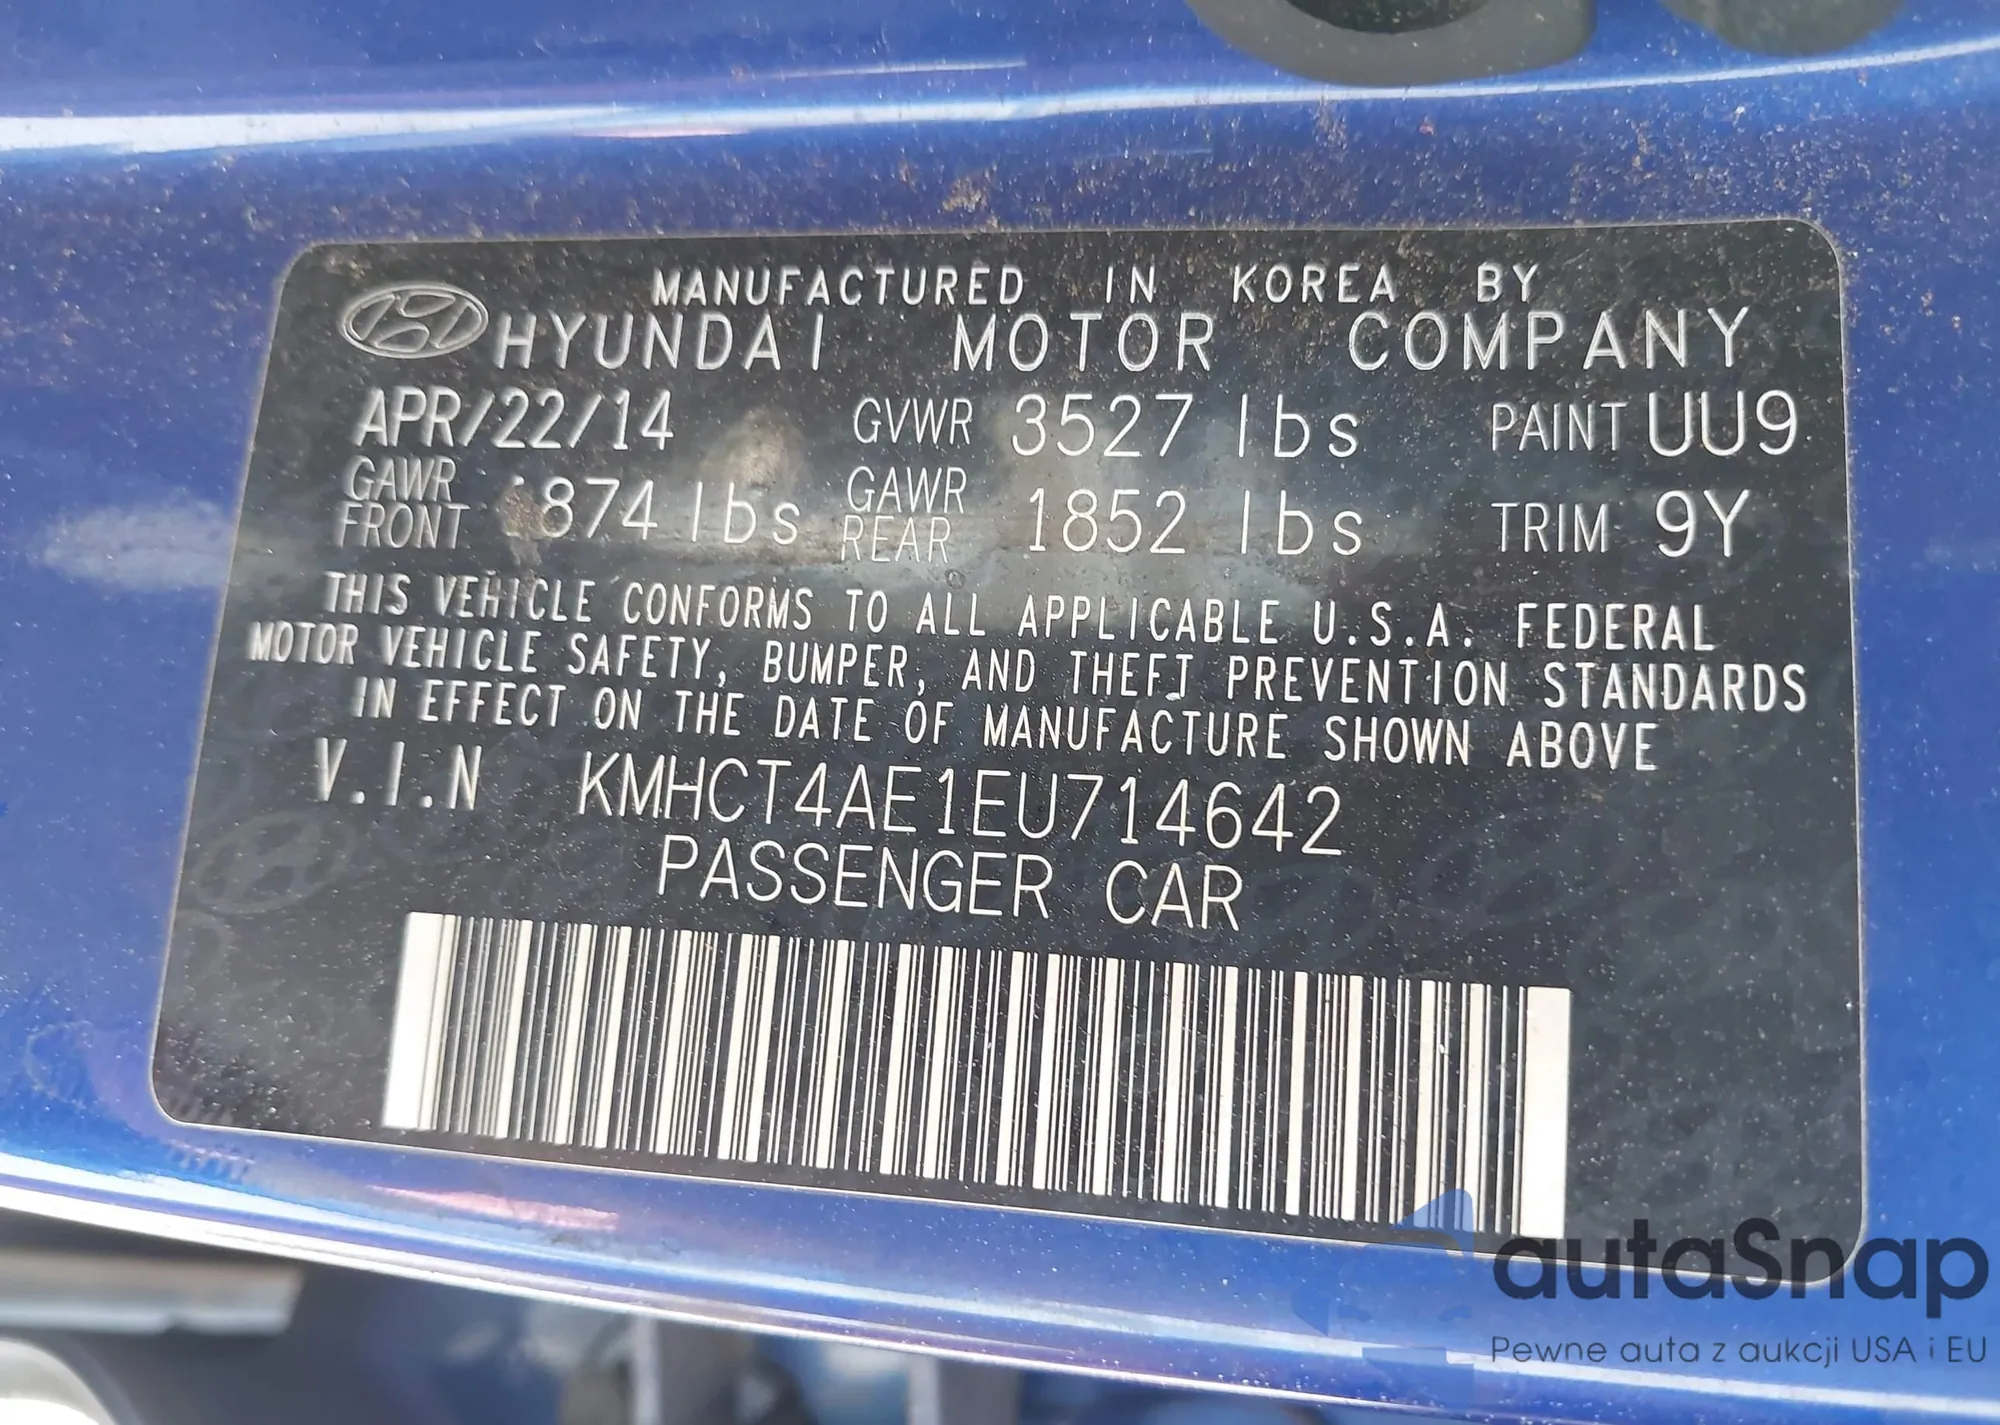 MANUFACTURED IN KOREA BY
HYUNDAI MOTOR COMPANY
APR/22/14 GVWR 3527 lbs PAINT UU9
GAWR FRONT 874 lbs GAWR REAR 1852 lbs TRIM 9Y
THIS VEHICLE CONFORMS TO ALL APPLICABLE U.S.A. FEDERAL
MOTOR VEHICLE SAFETY, BUMPER, AND THEFT PREVENTION STANDARDS
IN EFFECT ON THE DATE OF MANUFACTURE SHOWN ABOVE
V.I.N KMHCT4AE1EU714642
PASSENGER CAR
autaSnap
Pewne auta z aukcji USA i EU